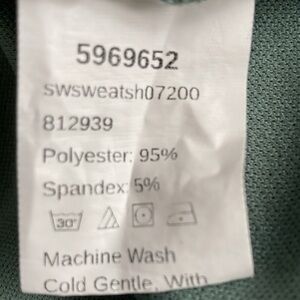 5969652
swsweatsh07200
812939
Polyester: 95%
Spandex: 5%
30°
Machine Wash
Cold Gentle, With